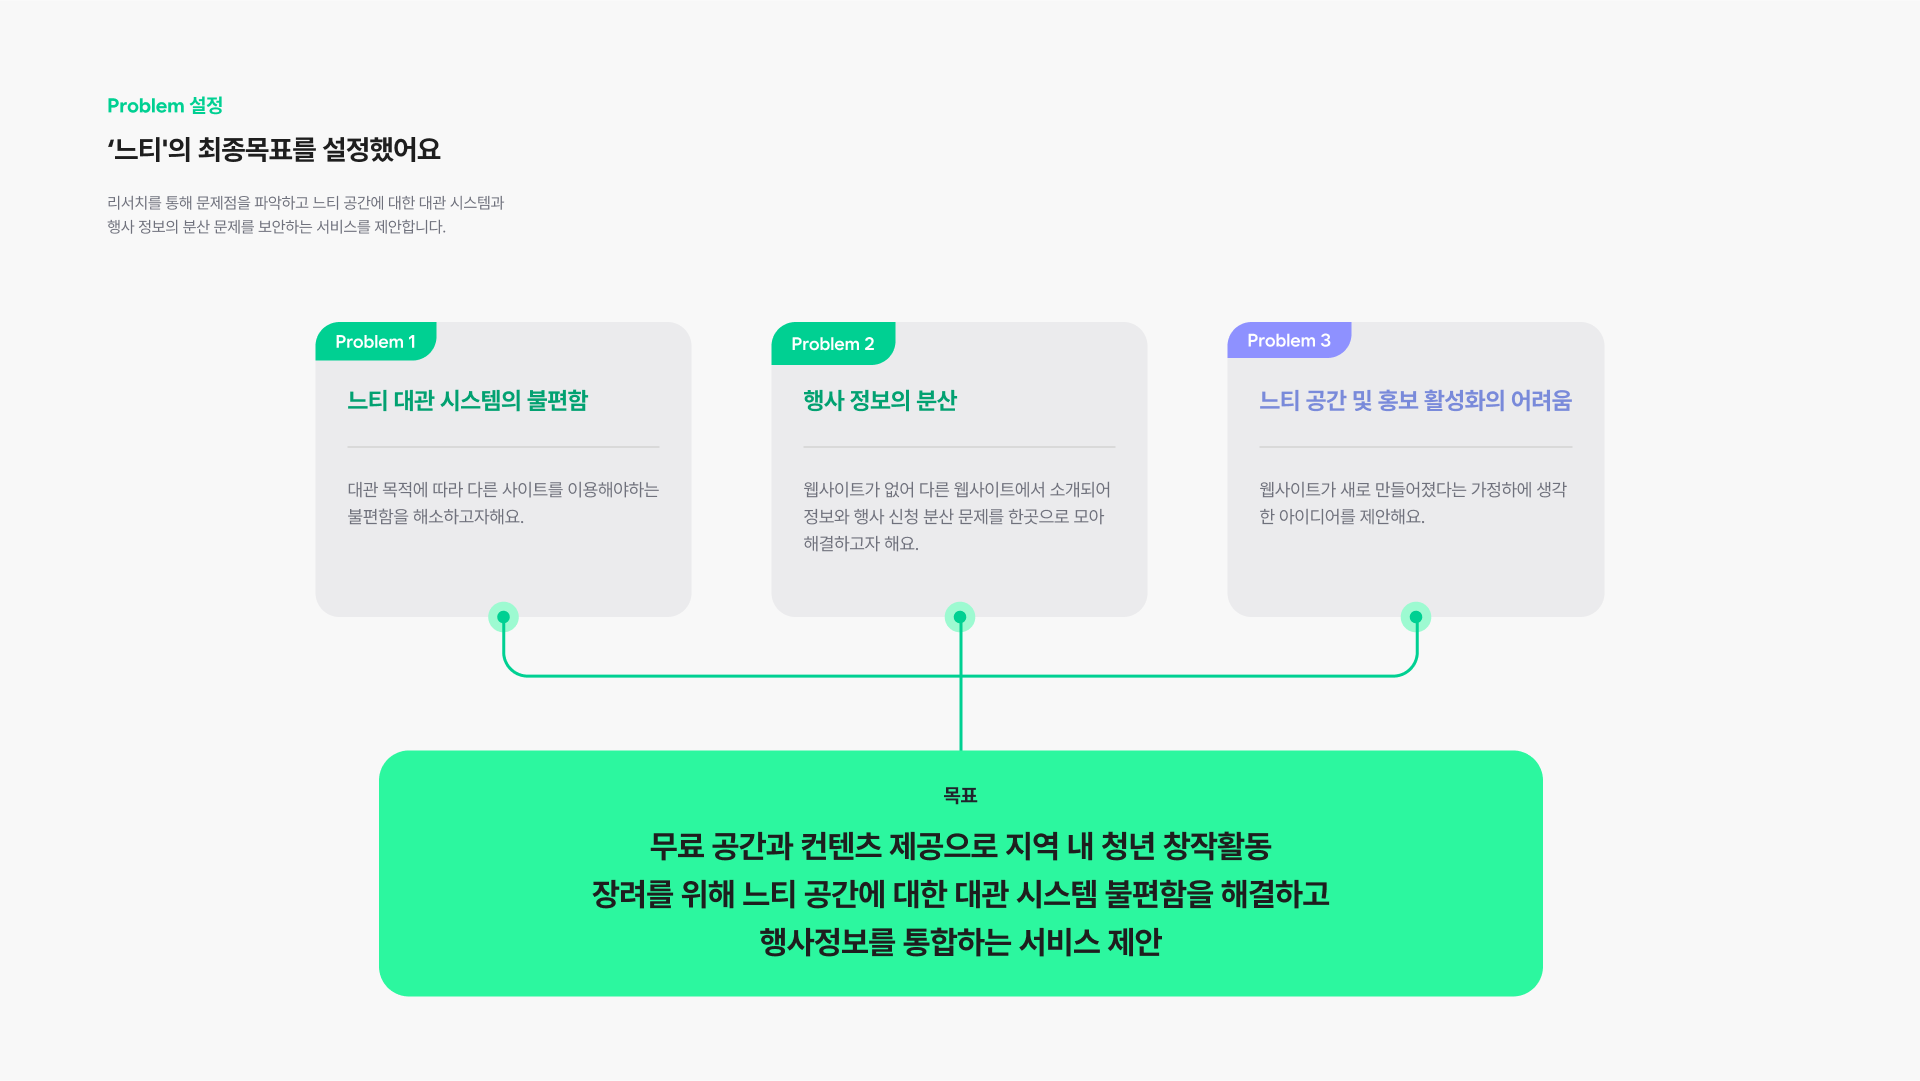 Problem 설정
‘느티'의 최종목표를 설정했어요
리서치를 통해 문제점을 파악하고 느티 공간에 대한 대관 시스템과
행사 정보의 분산 문제를 보안하는 서비스를 제안합니다.
Problem 1
느티 대관 시스템의 불편함
대관 목적에 따라 다른 사이트를 이용해야하는
불편함을 해소하고자해요.
Problem 2
행사 정보의 분산
웹사이트가 없어 다른 웹사이트에서 소개되어
정보와 행사 신청 분산 문제를 한곳으로 모아
해결하고자 해요.
Problem 3
느티 공간 및 홍보 활성화의 어려움
웹사이트가 새로 만들어졌다는 가정하에 생각
한 아이디어를 제안해요.
목표
무료 공간과 컨텐츠 제공으로 지역 내 청년 창작활동
장려를 위해 느티 공간에 대한 대관 시스템 불편함을 해결하고
행사정보를 통합하는 서비스 제안